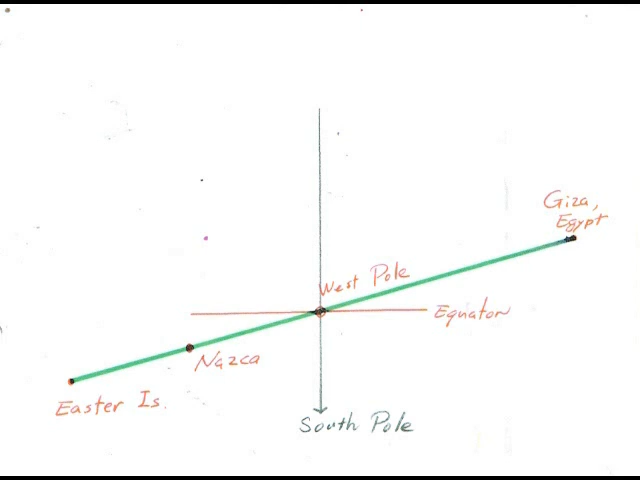 Giza,
Egypt
West Pole
Equator
Nazca
Easter Is.
South Pole